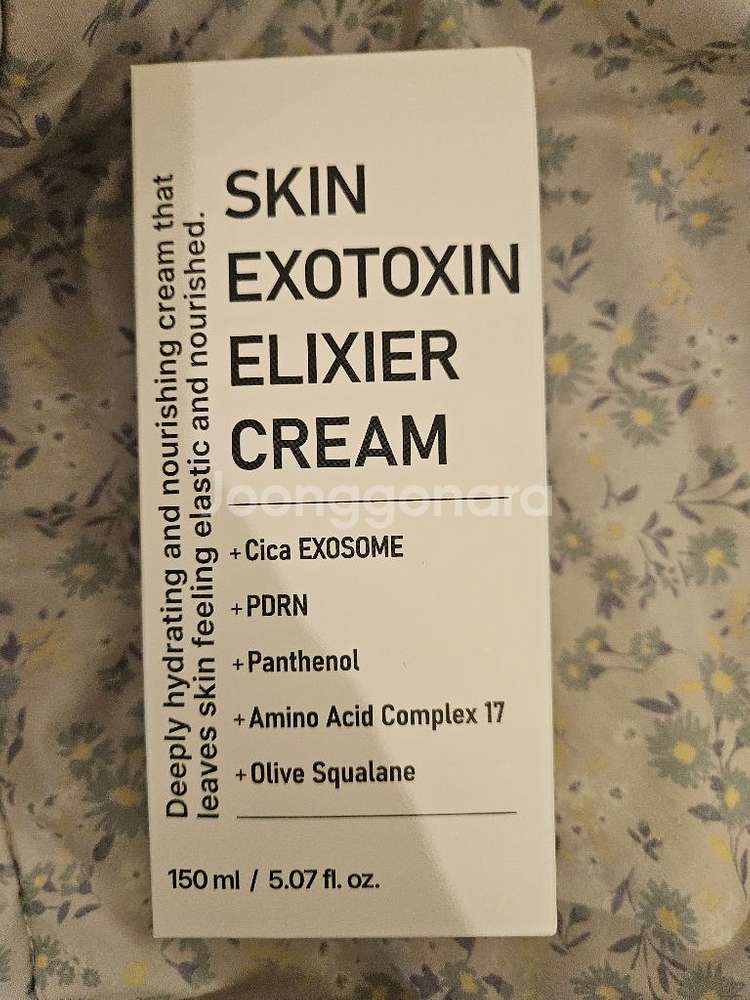 SKIN
EXOTOXIN
ELIXIER
CREAM
Deeply hydrating and nourishing cream that
leaves skin feeling elastic and nourished.
Joonggonara
+Cica EXOSOME
+PDRN
+Panthenol
+Amino Acid Complex 17
+Olive Squalane
150 ml / 5.07 fl. oz.